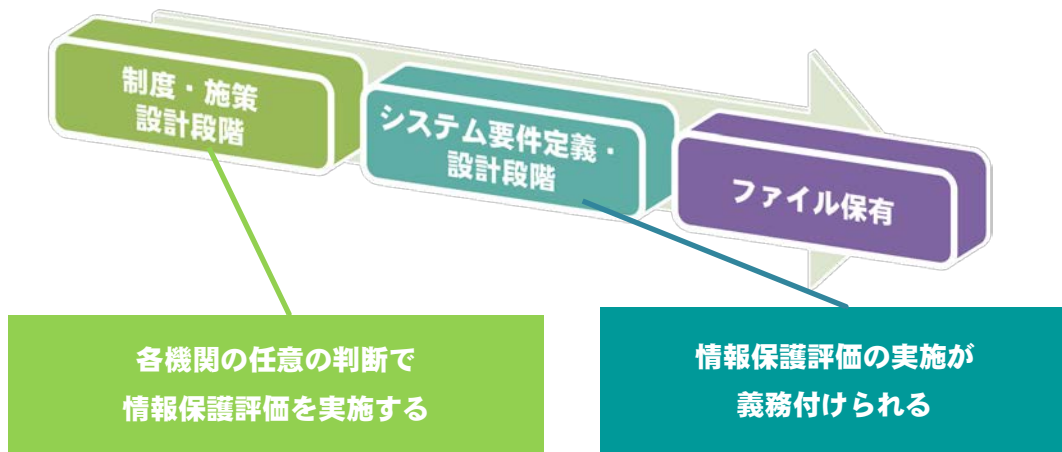 制度・施策
設計段階
システム要件定義・
設計段階
ファイル保有
各機関の任意の判断で
情報保護評価を実施する
情報保護評価の実施が
義務付けられる